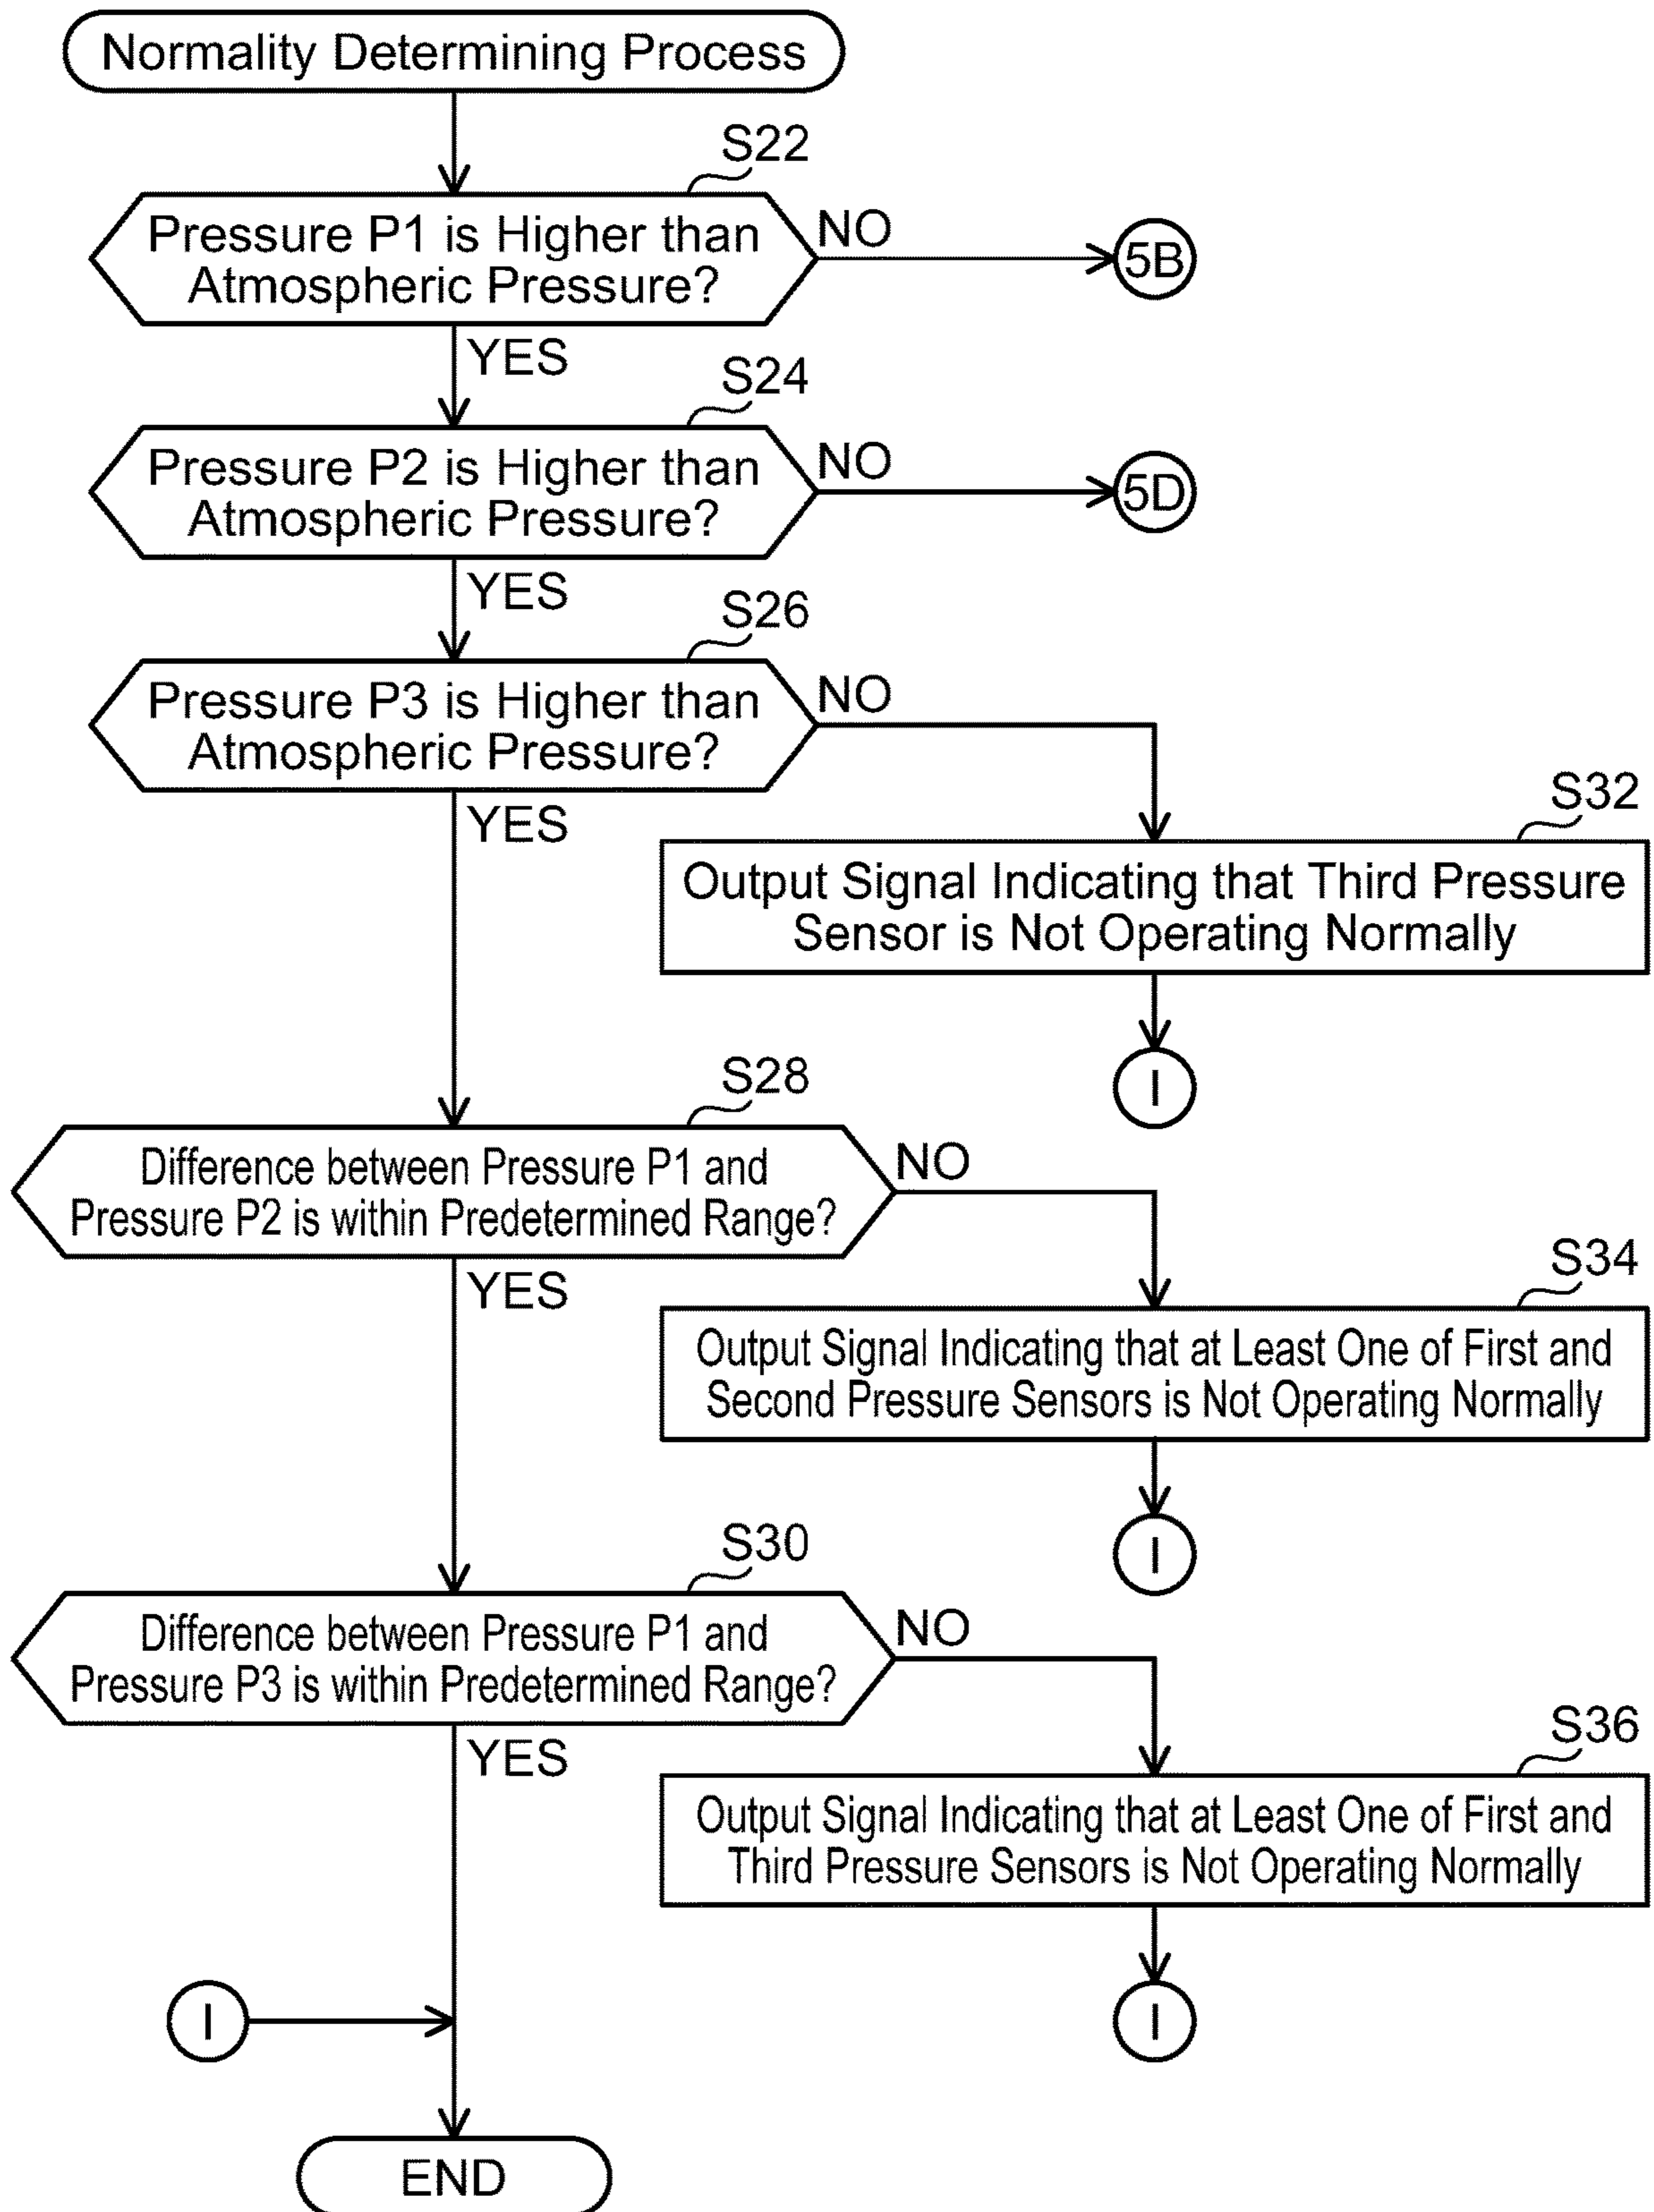 Normality Determining Process
S22
Pressure P1 is Higher than
Atmospheric Pressure?
NO
5B
YES
S24
Pressure P2 is Higher than
Atmospheric Pressure?
NO
5D
YES
S26
Pressure P3 is Higher than
Atmospheric Pressure?
NO
YES
S32
Output Signal Indicating that Third Pressure
Sensor is Not Operating Normally
I
S28
Difference between Pressure P1 and
Pressure P2 is within Predetermined Range?
NO
YES
S34
Output Signal Indicating that at Least One of First and
Second Pressure Sensors is Not Operating Normally
I
S30
Difference between Pressure P1 and
Pressure P3 is within Predetermined Range?
NO
YES
S36
Output Signal Indicating that at Least One of First and
Third Pressure Sensors is Not Operating Normally
I
I
END